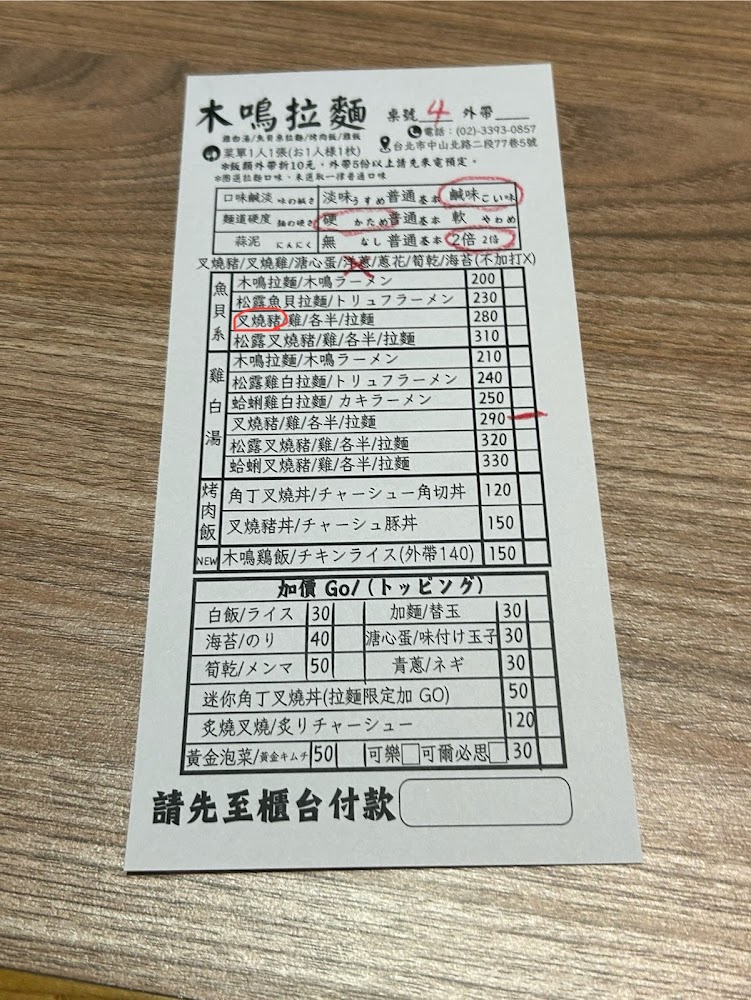 木鳴拉麵 桌號 4 外帶
雞白湯/魚貝系拉麵/烤肉飯/雞飯
電話:(02)-3393-0857
菜單1人1張(お1人様1枚)
台北市中山北路二段77巷5號
*飯類外帶折10元,外帶5份以上請先來電預定。
*圈選拉麵口味,未選取一律普通口味
口味鹹淡 味の鹹さ 淡味 うすめ 普通 基本 鹹味 こい味
麵道硬度 麺の硬さ 硬 かため 普通 基本 軟 やわめ
蒜泥 にんにく 無 なし 普通 基本 2倍 2倍
叉燒豬/叉燒雞/溏心蛋/洋蔥/蔥花/筍乾/海苔(不加打X)
魚貝系
木鳴拉麵/木鳴ラーメン 200
松露魚貝拉麵/トリュフラーメン 230
叉燒豬/雞/各半/拉麵 280
松露叉燒豬/雞/各半/拉麵 310
雞白湯
木鳴拉麵/木鳴ラーメン 210
松露雞白拉麵/トリュフラーメン 240
蛤蜊雞白拉麵/ カキラーメン 250
叉燒豬/雞/各半/拉麵 290
松露叉燒豬/雞/各半/拉麵 320
蛤蜊叉燒豬/雞/各半/拉麵 330
烤肉飯
角丁叉燒丼/チャーシュー角切丼 120
叉燒豬丼/チャーシュ豚丼 150
NEW 木鳴鶏飯/チキンライス(外帶140) 150
加價 Go/(トッピング)
白飯/ライス 30 加麵/替玉 30
海苔/のり 40 溏心蛋/味付け玉子 30
筍乾/メンマ 50 青蔥/ネギ 30
迷你角丁叉燒丼(拉麵限定加 GO) 50
炙燒叉燒/炙りチャーシュー 120
黃金泡菜/黃金キムチ 50 可樂 可爾必思 30
請先至櫃台付款